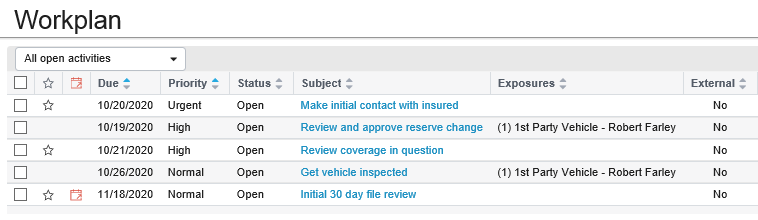 Workplan
All open activities
Due Priority Status Subject Exposures External
10/20/2020 Urgent Open Make initial contact with insured No
10/19/2020 High Open Review and approve reserve change (1) 1st Party Vehicle - Robert Farley No
10/21/2020 High Open Review coverage in question No
10/26/2020 Normal Open Get vehicle inspected (1) 1st Party Vehicle - Robert Farley No
11/18/2020 Normal Open Initial 30 day file review No